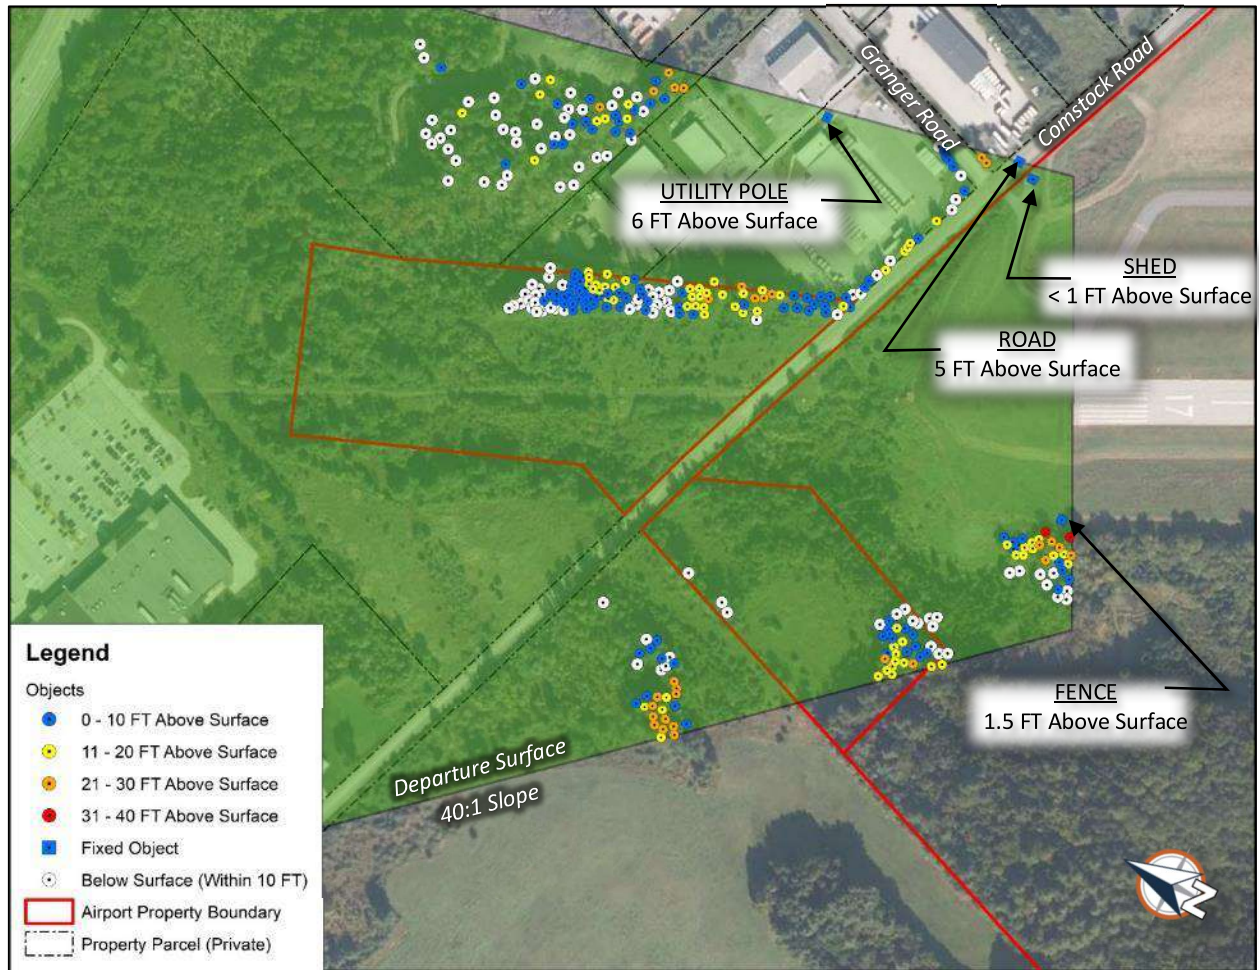 Granger Road
Comstock Road
UTILITY POLE
6 FT Above Surface
SHED
< 1 FT Above Surface
ROAD
5 FT Above Surface
17
FENCE
1.5 FT Above Surface
Departure Surface
40:1 Slope
Legend
Objects
0 - 10 FT Above Surface
11 - 20 FT Above Surface
21 - 30 FT Above Surface
31 - 40 FT Above Surface
Fixed Object
Below Surface (Within 10 FT)
Airport Property Boundary
Property Parcel (Private)
N